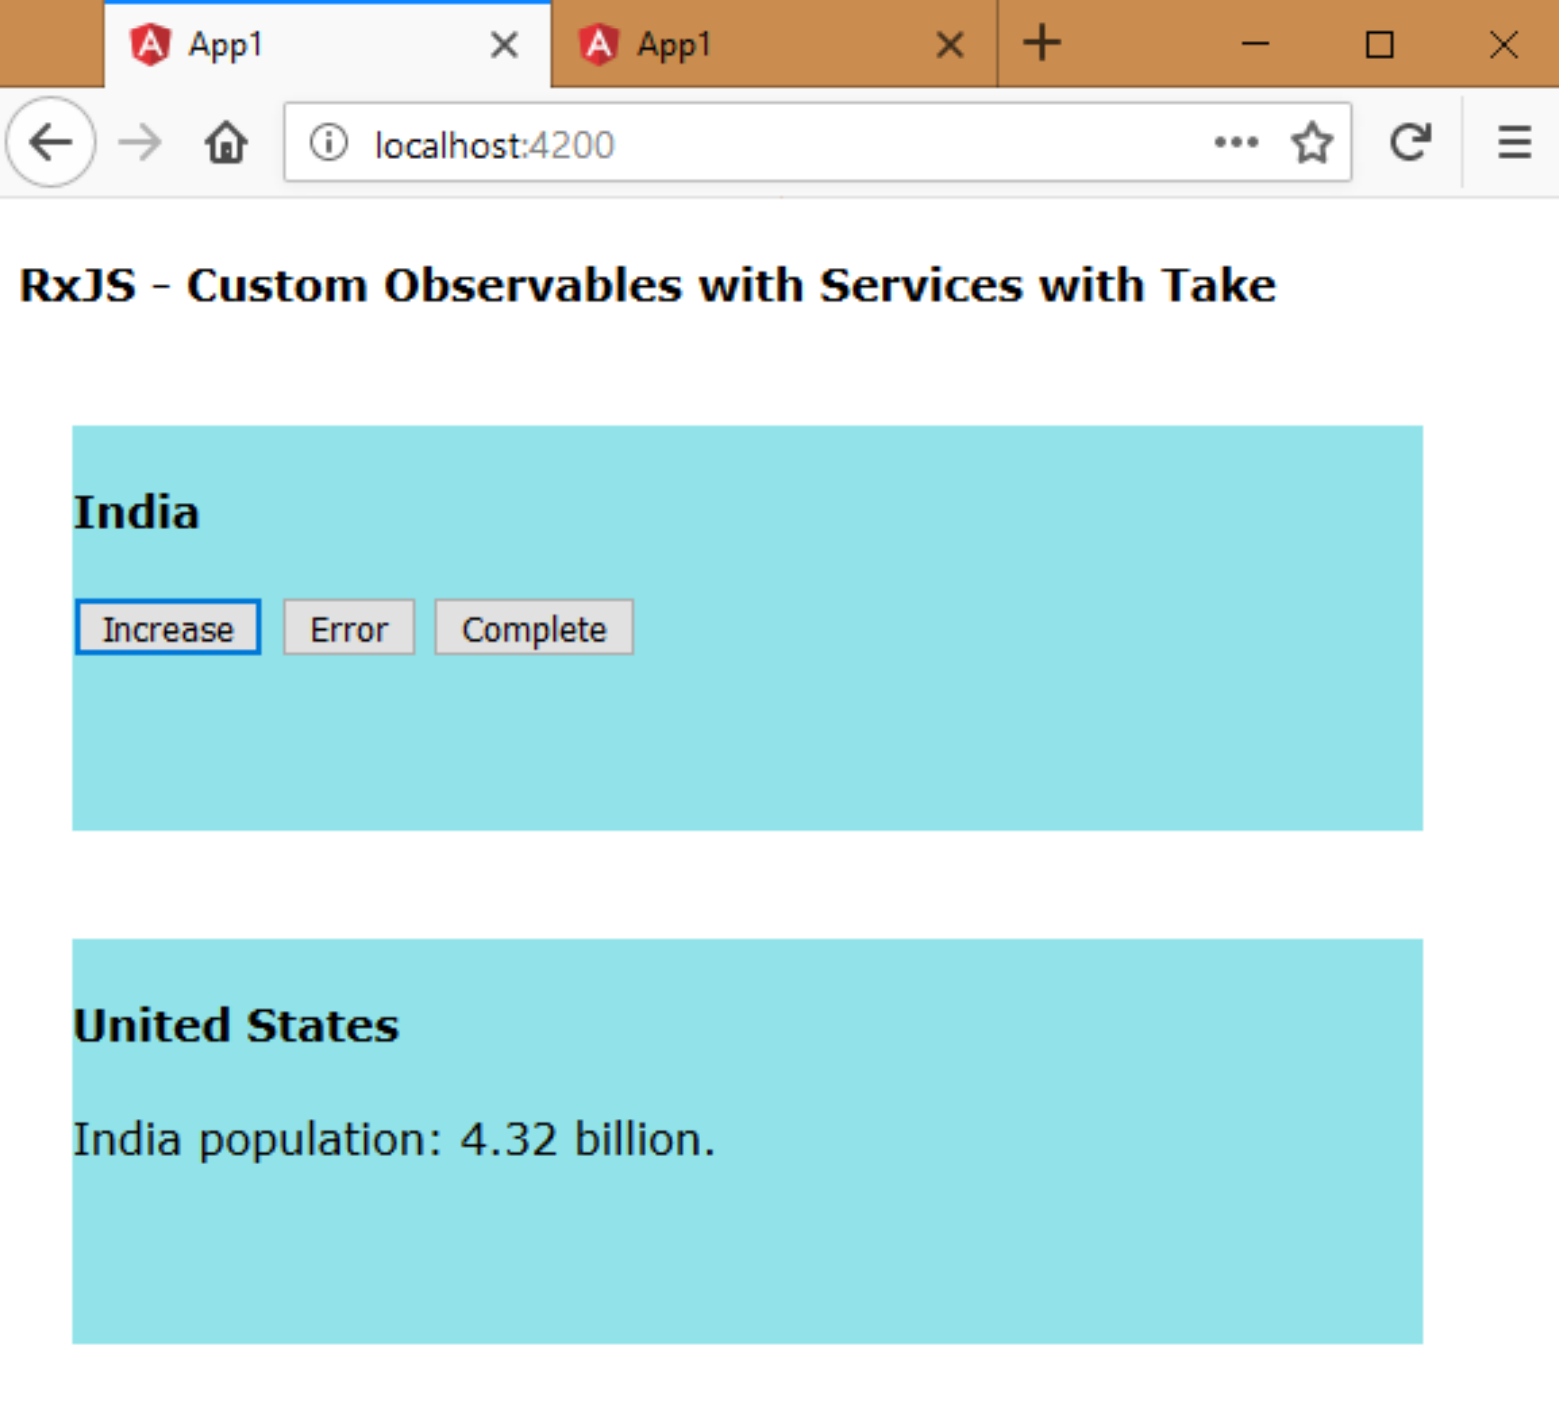 App1 App1
localhost:4200
RxJS - Custom Observables with Services with Take
India
Increase Error Complete
United States
India population: 4.32 billion.